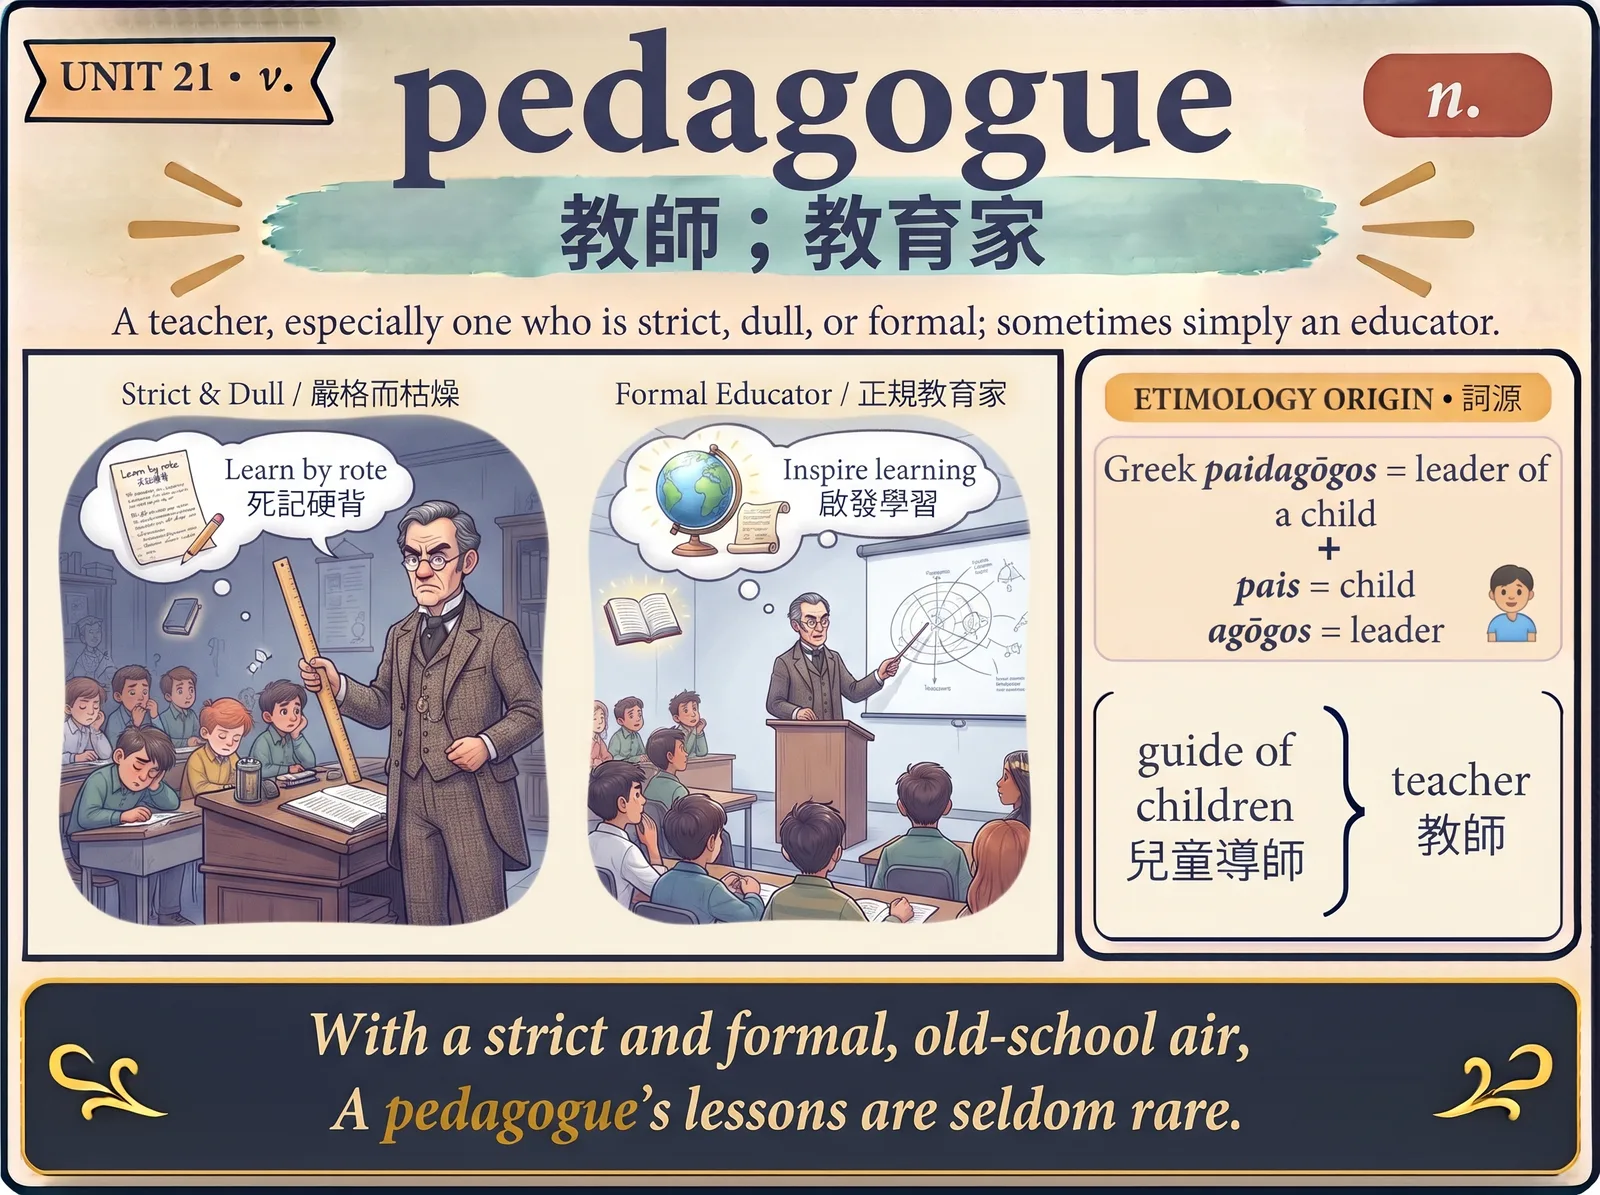 UNIT 21 • v.
pedagogue
n.
教師；教育家
A teacher, especially one who is strict, dull, or formal; sometimes simply an educator.
Strict & Dull / 嚴格而枯燥
Learn by rote
Learn by rote
死記硬背
Formal Educator / 正規教育家
Inspire learning
啟發學習
ETIMOLOGY ORIGIN • 詞源
Greek paidagōgos = leader of
a child
+
pais = child
agōgos = leader
guide of
children
兒童導師
teacher
教師
With a strict and formal, old-school air,
A pedagogue's lessons are seldom rare.